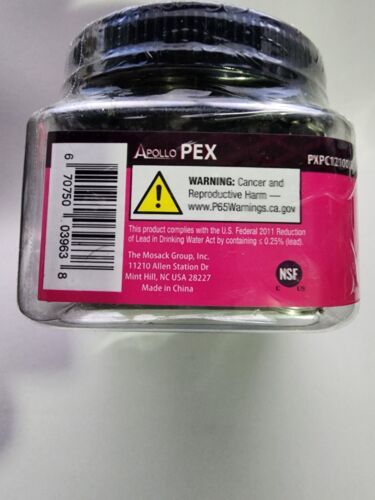 APOLLO PEX
PXPC12100
6 70750 03963 8
WARNING: Cancer and
Reproductive Harm —
www.P65Warnings.ca.gov
This product complies with the U.S. Federal 2011 Reduction
of Lead in Drinking Water Act by containing ≤ 0.25% (lead).
The Mosack Group, Inc.
11210 Allen Station Dr
Mint Hill, NC USA 28227
Made in China
NSF
C US